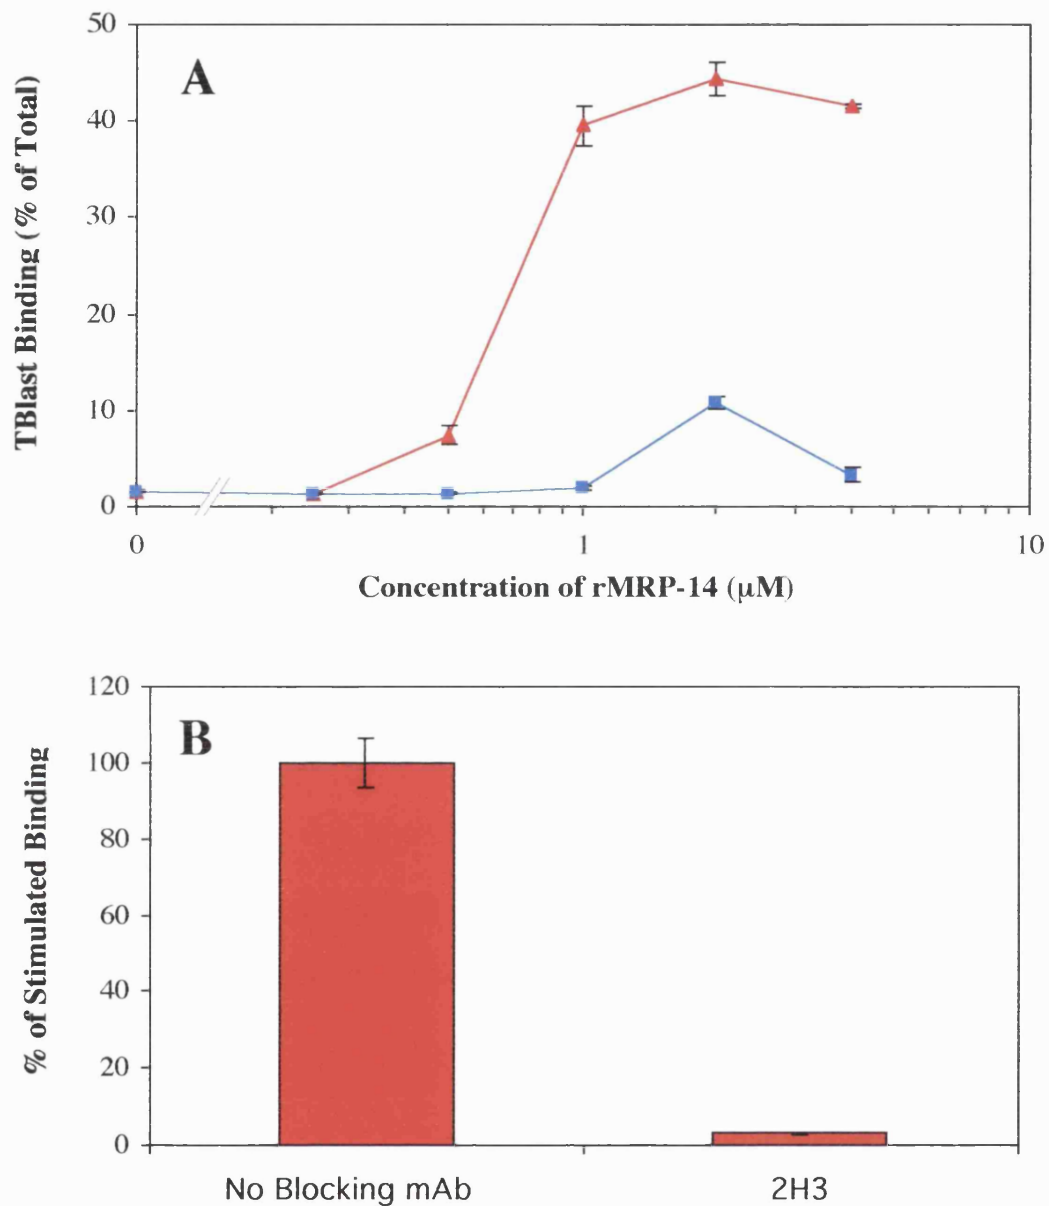 A
TBlast Binding (% of Total)
50
40
30
20
10
0
0 1 10
Concentration of rMRP-14 (µM)
B
% of Stimulated Binding
120
100
80
60
40
20
0
No Blocking mAb 2H3